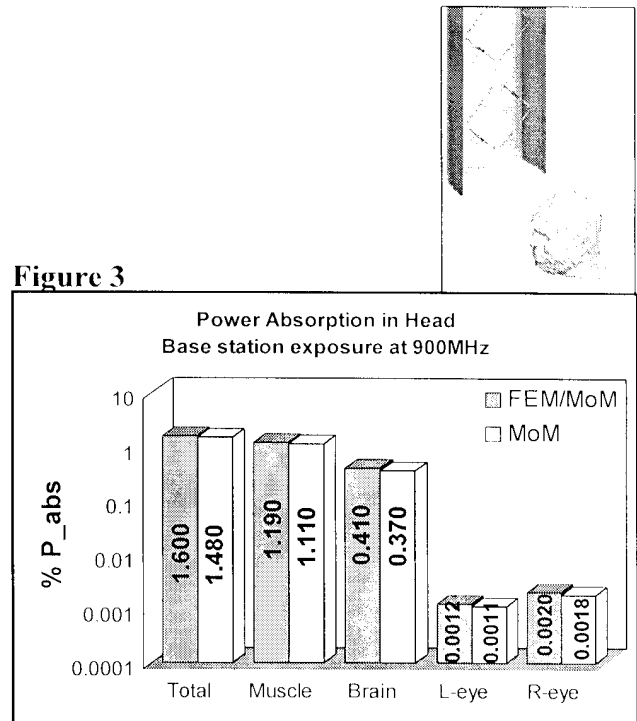 Figure 3
Power Absorption in Head
Base station exposure at 900MHz
FEM/MoM
MoM
% P_abs
10
1
0.1
0.01
0.001
0.0001
1.600
1.480
1.190
1.110
0.410
0.370
0.0012
0.0011
0.0020
0.0018
Total Muscle Brain L-eye R-eye